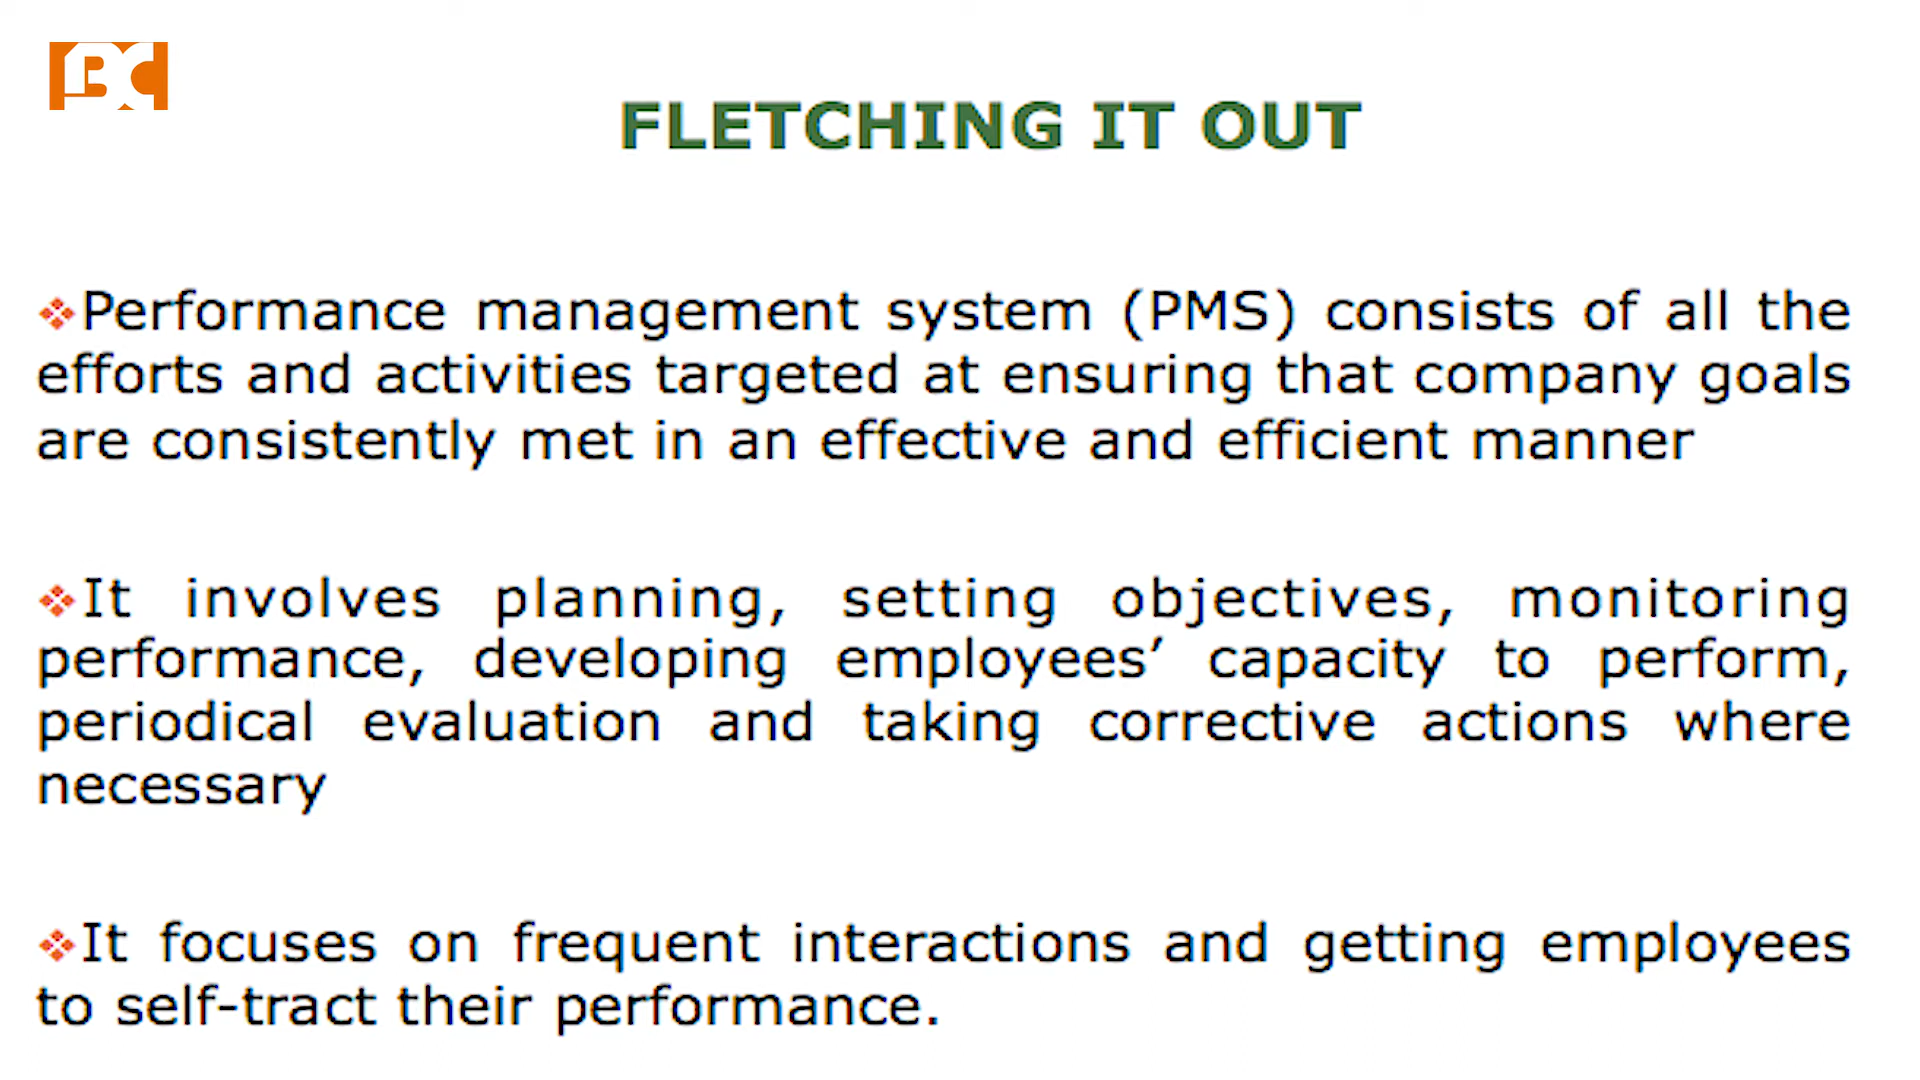 BC
FLETCHING IT OUT
❖Performance management system (PMS) consists of all the
efforts and activities targeted at ensuring that company goals
are consistently met in an effective and efficient manner
❖It involves planning, setting objectives, monitoring
performance, developing employees’ capacity to perform,
periodical evaluation and taking corrective actions where
necessary
❖It focuses on frequent interactions and getting employees
to self-tract their performance.